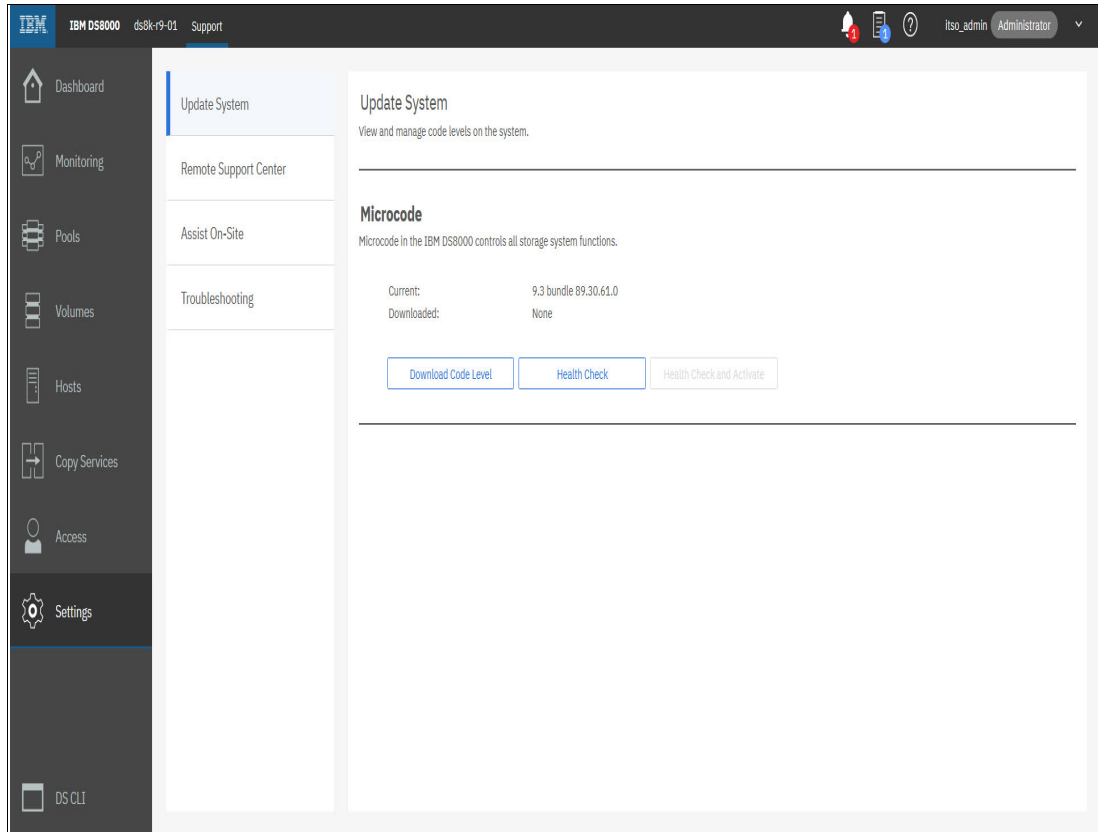 IBM IBM DS8000 ds8k-r9-01 Support 1 1 ? itso_admin Administrator
Dashboard
Monitoring
Pools
Volumes
Hosts
Copy Services
Access
Settings
DS CLI
Update System
Remote Support Center
Assist On-Site
Troubleshooting
Update System
View and manage code levels on the system.
Microcode
Microcode in the IBM DS8000 controls all storage system functions.
Current: 9.3 bundle 89.30.61.0
Downloaded: None
Download Code Level Health Check Health Check and Activate